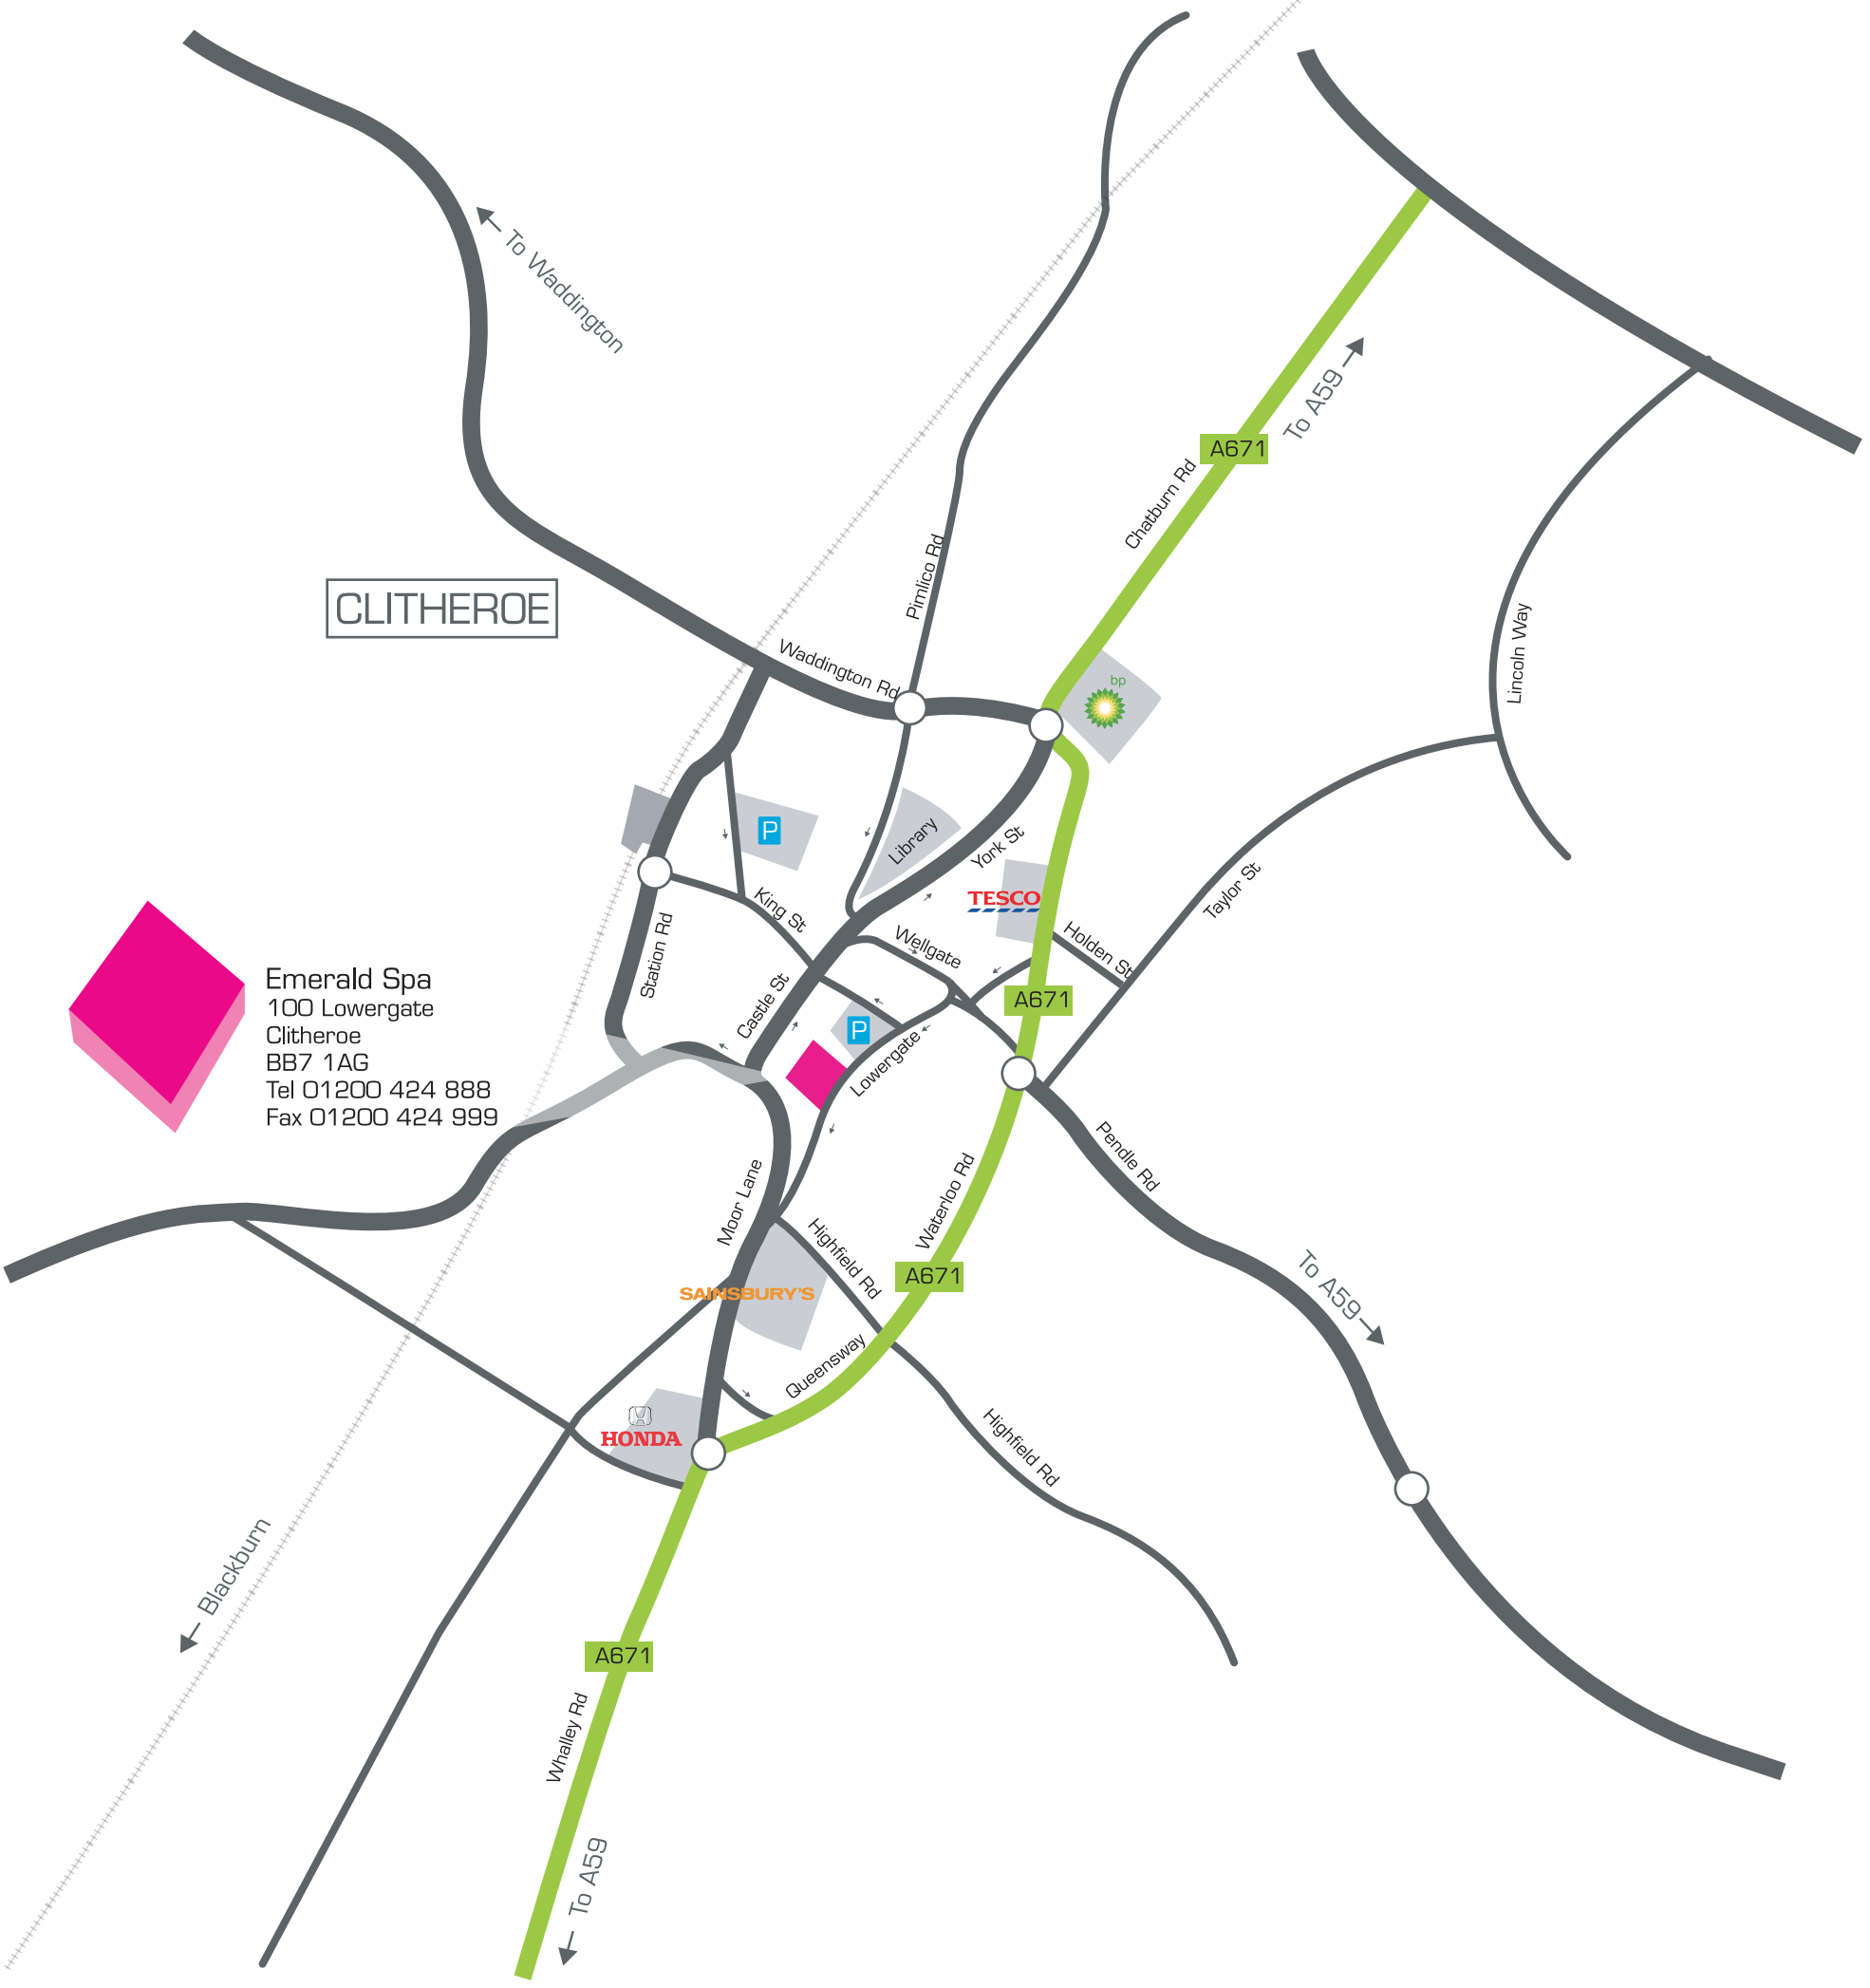 To Waddington
To A59
A671
Chatburn Rd
Pimlico Rd
CLITHEROE
Waddington Rd
bp
Lincoln Way
P
Library
York St
TESCO
Taylor St
King St
Wellgate
Holden St
Station Rd
Castle St
A671
P
Lowergate
Emerald Spa
100 Lowergate
Clitheroe
BB7 1AG
Tel 01200 424 888
Fax 01200 424 999
Pendle Rd
Moor Lane
Waterloo Rd
Highfield Rd
A671
To A59
SAINSBURY'S
Queensway
HONDA
Highfield Rd
Blackburn
A671
Whalley Rd
To A59